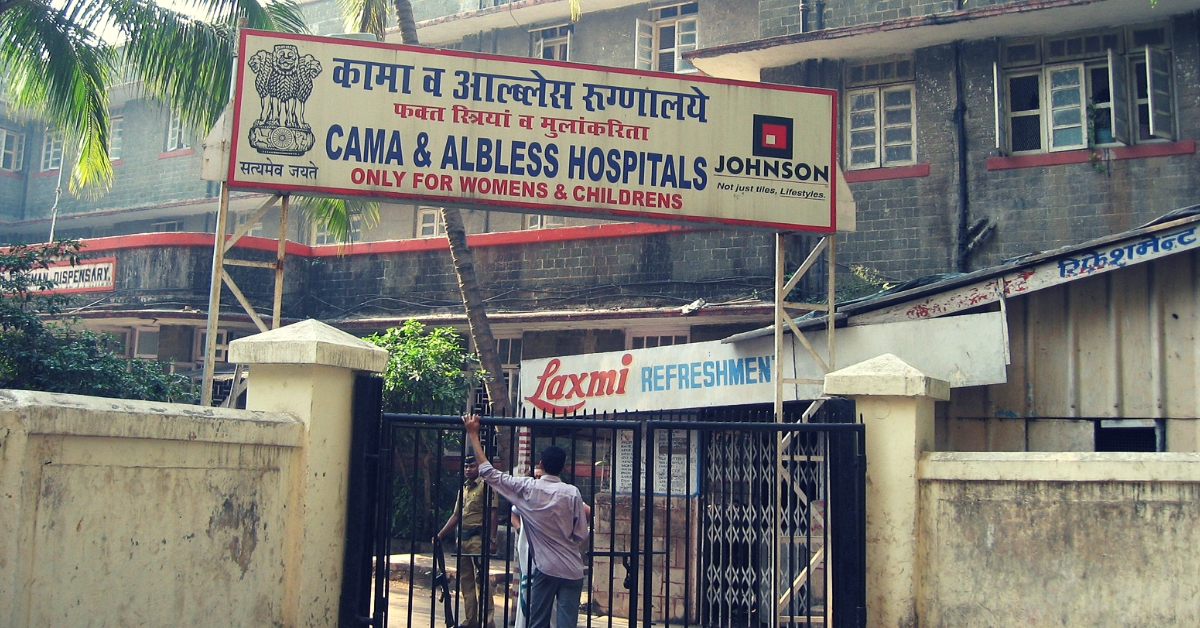 कामा व आल्ब्लेस रुग्णालये
फक्त स्त्रियां व मुलांकरिता
CAMA & ALBLESS HOSPITALS
ONLY FOR WOMENS & CHILDRENS
सत्यमेव जयते
JOHNSON
Not just tiles, Lifestyles.
DISPENSARY.
Laxmi REFRESHMENT
रिफ्रेशमेन्ट